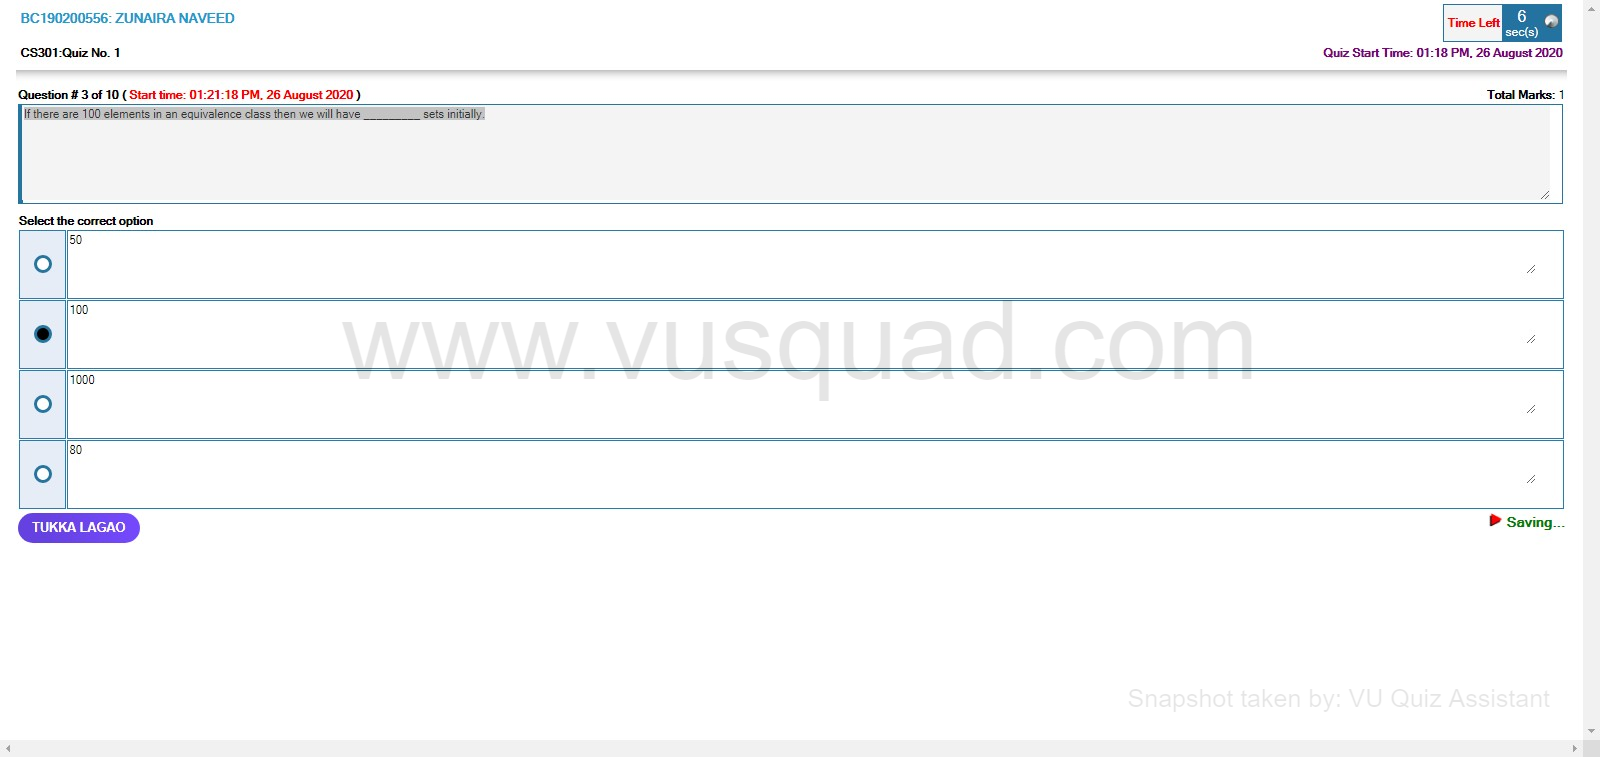 BC190200556: ZUNAIRA NAVEED
Time Left 6 sec(s)
CS301:Quiz No. 1
Quiz Start Time: 01:18 PM, 26 August 2020
Question # 3 of 10 ( Start time: 01:21:18 PM, 26 August 2020 )
Total Marks: 1
If there are 100 elements in an equivalence class then we will have _________ sets initially.
Select the correct option
50
100
www.vusquad.com
1000
80
TUKKA LAGAO
Saving...
Snapshot taken by: VU Quiz Assistant